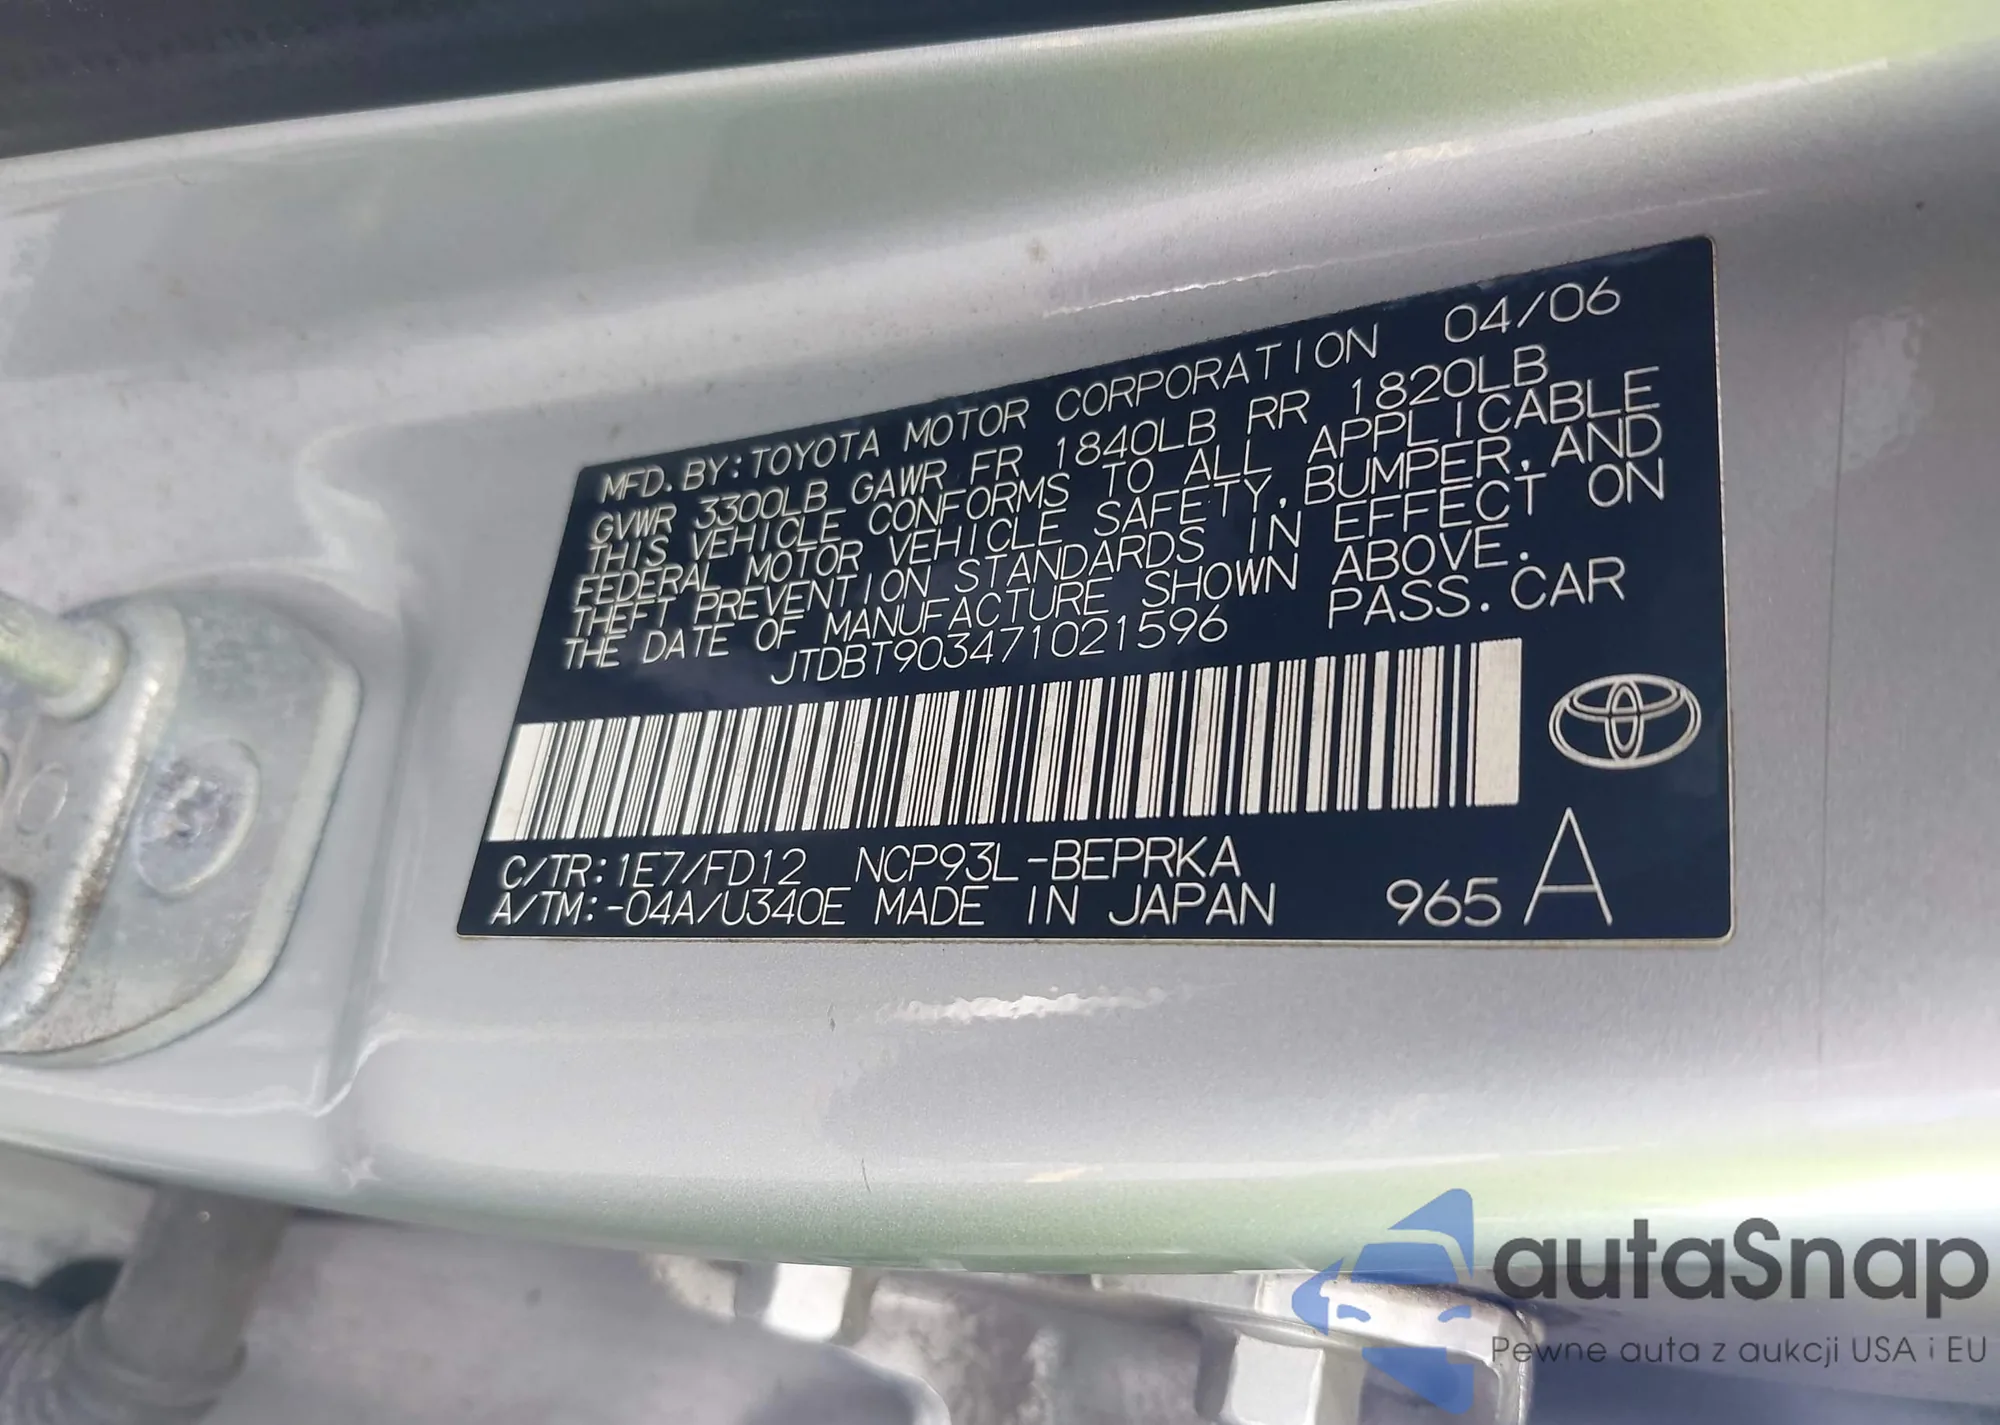 MFD. BY: TOYOTA MOTOR CORPORATION 04/06
GVWR 3300LB GAWR FR 1840LB RR 1820LB
THIS VEHICLE CONFORMS TO ALL APPLICABLE
FEDERAL MOTOR VEHICLE SAFETY, BUMPER, AND
THEFT PREVENTION STANDARDS IN EFFECT ON
THE DATE OF MANUFACTURE SHOWN ABOVE.
JTDBT903471021596 PASS. CAR
C/TR: 1E7/FD12 NCP93L-BEPRKA
A/TM: -04A/U340E MADE IN JAPAN 965 A
autaSnap
Pewne auta z aukcji USA i EU